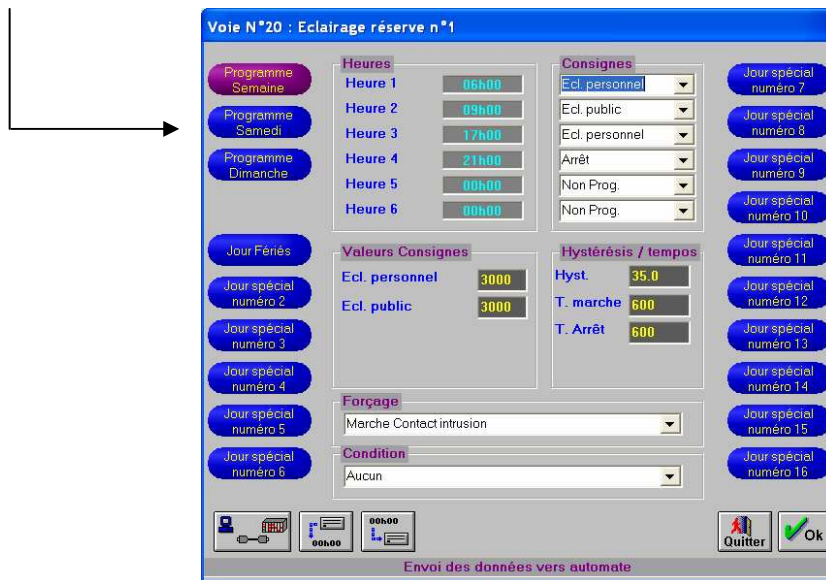 Voie N°20 : Eclairage réserve n°1
Programme
Semaine
Programme
Samedi
Programme
Dimanche
Jour Fériés
Jour spécial
numéro 2
Jour spécial
numéro 3
Jour spécial
numéro 4
Jour spécial
numéro 5
Jour spécial
numéro 6
Heures
Heure 1 06h00
Heure 2 09h00
Heure 3 17h00
Heure 4 21h00
Heure 5 00h00
Heure 6 00h00
Consignes
Ecl. personnel
Ecl. public
Ecl. personnel
Arrêt
Non Prog.
Non Prog.
Valeurs Consignes
Ecl. personnel 3000
Ecl. public 3000
Hystérésis / tempos
Hyst. 35.0
T. marche 600
T. Arrêt 600
Forçage
Marche Contact intrusion
Condition
Aucun
Jour spécial
numéro 7
Jour spécial
numéro 8
Jour spécial
numéro 9
Jour spécial
numéro 10
Jour spécial
numéro 11
Jour spécial
numéro 12
Jour spécial
numéro 13
Jour spécial
numéro 14
Jour spécial
numéro 15
Jour spécial
numéro 16
00h00
00h00
Quitter
Ok
Envoi des données vers automate